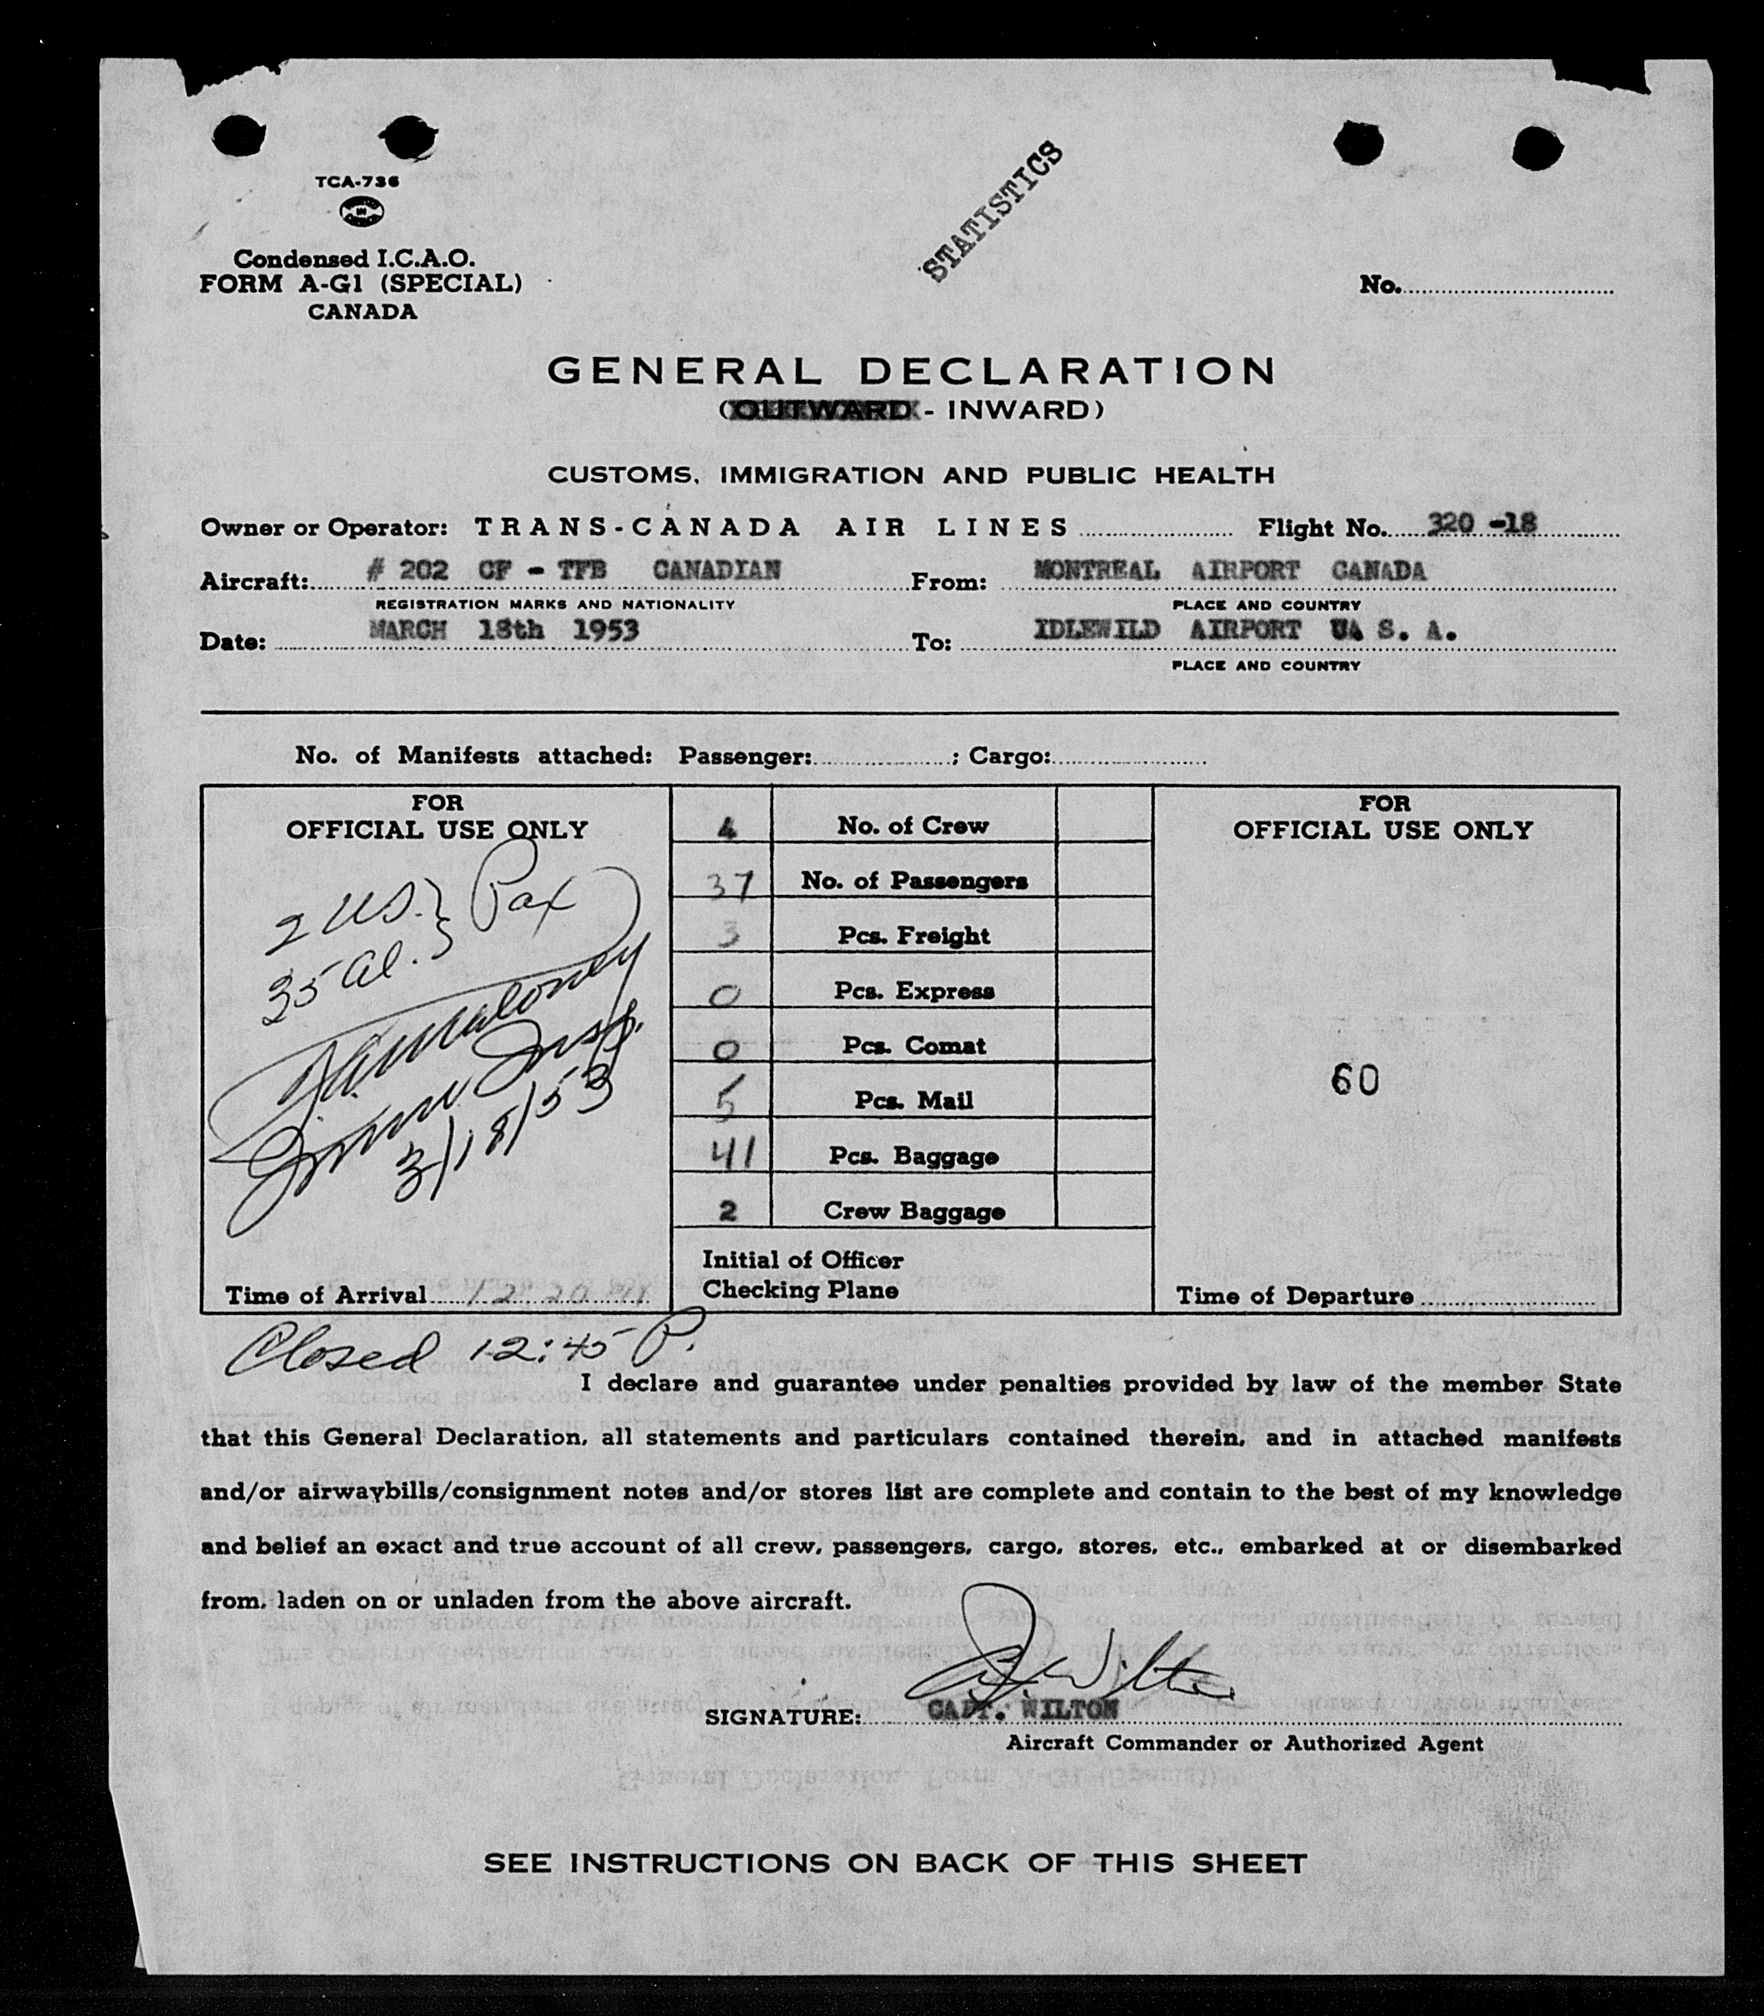 TCA-736
STATISTICS
Condensed I.C.A.O.
FORM A-G1 (SPECIAL)
CANADA
No.
GENERAL DECLARATION
(OUTWARD - INWARD)
CUSTOMS, IMMIGRATION AND PUBLIC HEALTH
Owner or Operator: TRANS-CANADA AIR LINES Flight No. 320 -18
Aircraft: # 202 CF - TFB CANADIAN From: MONTREAL AIRPORT CANADA
REGISTRATION MARKS AND NATIONALITY PLACE AND COUNTRY
Date: MARCH 18th 1953 To: IDLEWILD AIRPORT U. S. A.
PLACE AND COUNTRY
No. of Manifests attached: Passenger: ; Cargo:
FOR
OFFICIAL USE ONLY
2 US. } Pax
35 al.
Immi Insp.
3/18/53
Time of Arrival 12 20 PM
4 No. of Crew
37 No. of Passengers
3 Pcs. Freight
0 Pcs. Express
0 Pcs. Comat
5 Pcs. Mail
41 Pcs. Baggage
2 Crew Baggage
Initial of Officer
Checking Plane
FOR
OFFICIAL USE ONLY
60
Time of Departure
Closed 12:45 P.
I declare and guarantee under penalties provided by law of the member State
that this General Declaration, all statements and particulars contained therein, and in attached manifests
and/or airwaybills/consignment notes and/or stores list are complete and contain to the best of my knowledge
and belief an exact and true account of all crew, passengers, cargo, stores, etc., embarked at or disembarked
from, laden on or unladen from the above aircraft.
SIGNATURE: CAPT. WILTON
Aircraft Commander or Authorized Agent
SEE INSTRUCTIONS ON BACK OF THIS SHEET